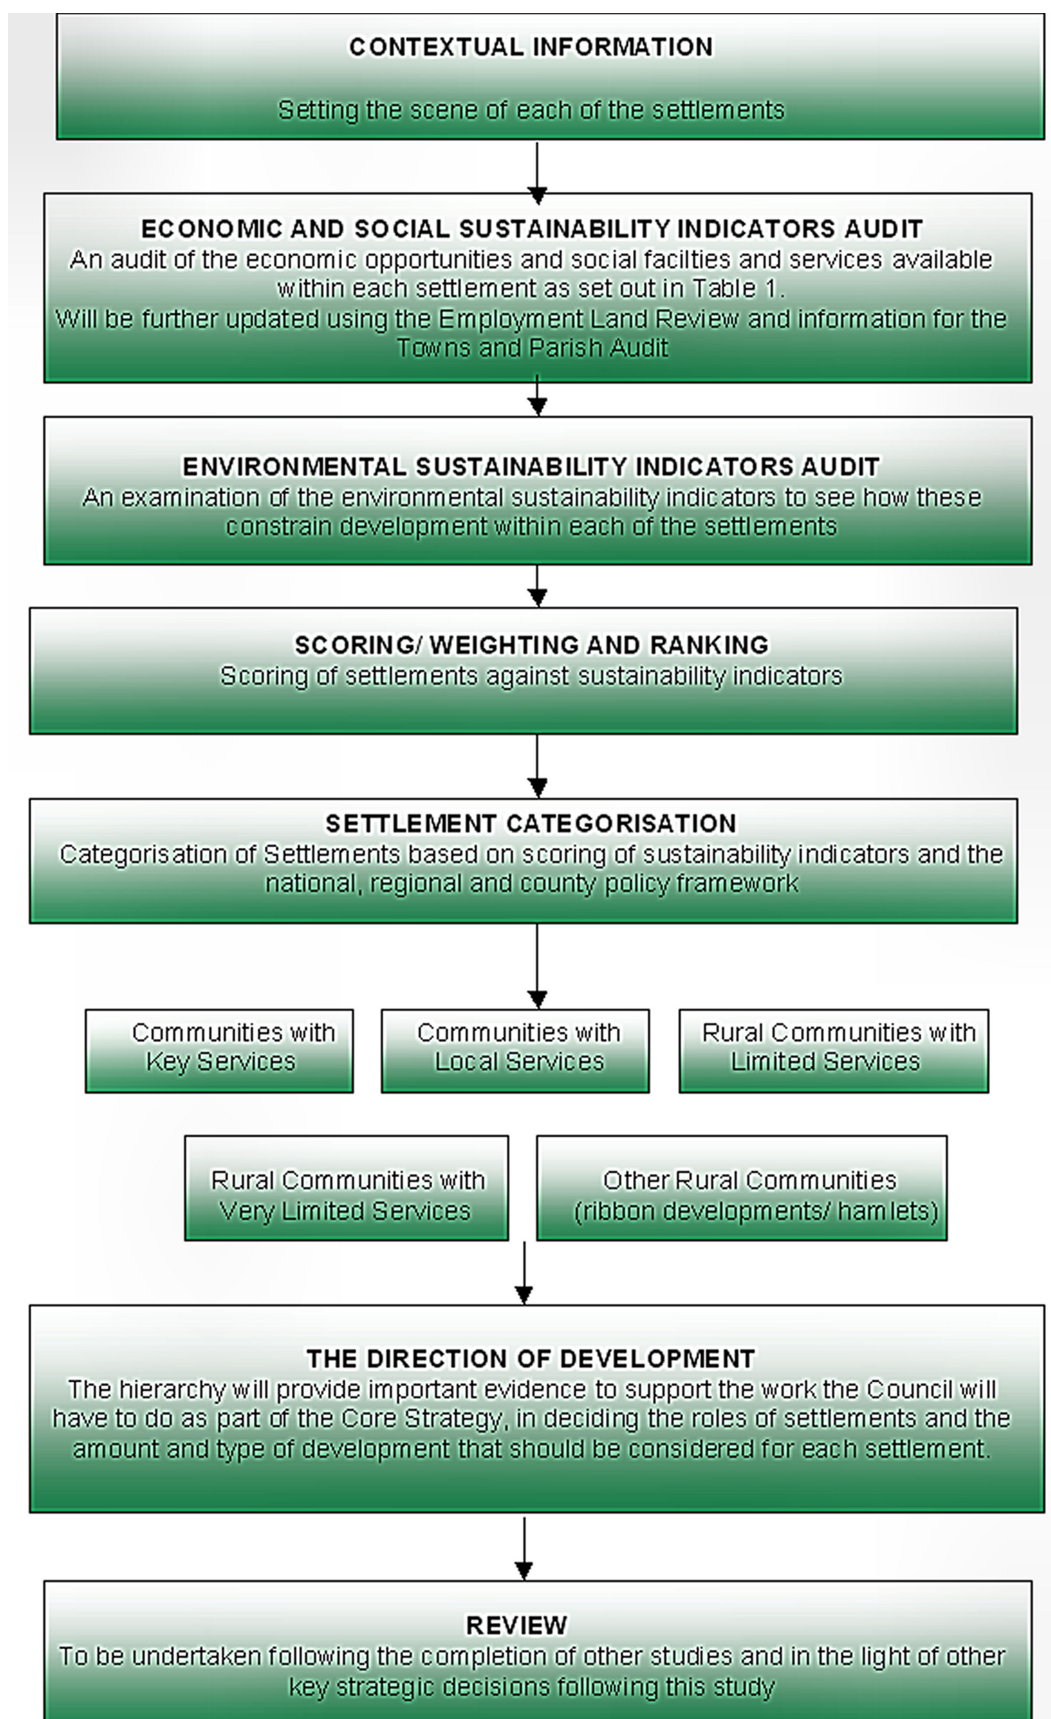 CONTEXTUAL INFORMATION
Setting the scene of each of the settlements
ECONOMIC AND SOCIAL SUSTAINABILITY INDICATORS AUDIT
An audit of the economic opportunities and social facilties and services available
within each settlement as set out in Table 1.
Will be further updated using the Employment Land Review and information for the
Towns and Parish Audit
ENVIRONMENTAL SUSTAINABILITY INDICATORS AUDIT
An examination of the environmental sustainability indicators to see how these
constrain development within each of the settlements
SCORING/ WEIGHTING AND RANKING
Scoring of settlements against sustainability indicators
SETTLEMENT CATEGORISATION
Categorisation of Settlements based on scoring of sustainability indicators and the
national, regional and county policy framework
Communities with
Key Services
Communities with
Local Services
Rural Communities with
Limited Services
Rural Communities with
Very Limited Services
Other Rural Communities
(ribbon developments/ hamlets)
THE DIRECTION OF DEVELOPMENT
The hierarchy will provide important evidence to support the work the Council will
have to do as part of the Core Strategy, in deciding the roles of settlements and the
amount and type of development that should be considered for each settlement.
REVIEW
To be undertaken following the completion of other studies and in the light of other
key strategic decisions following this study